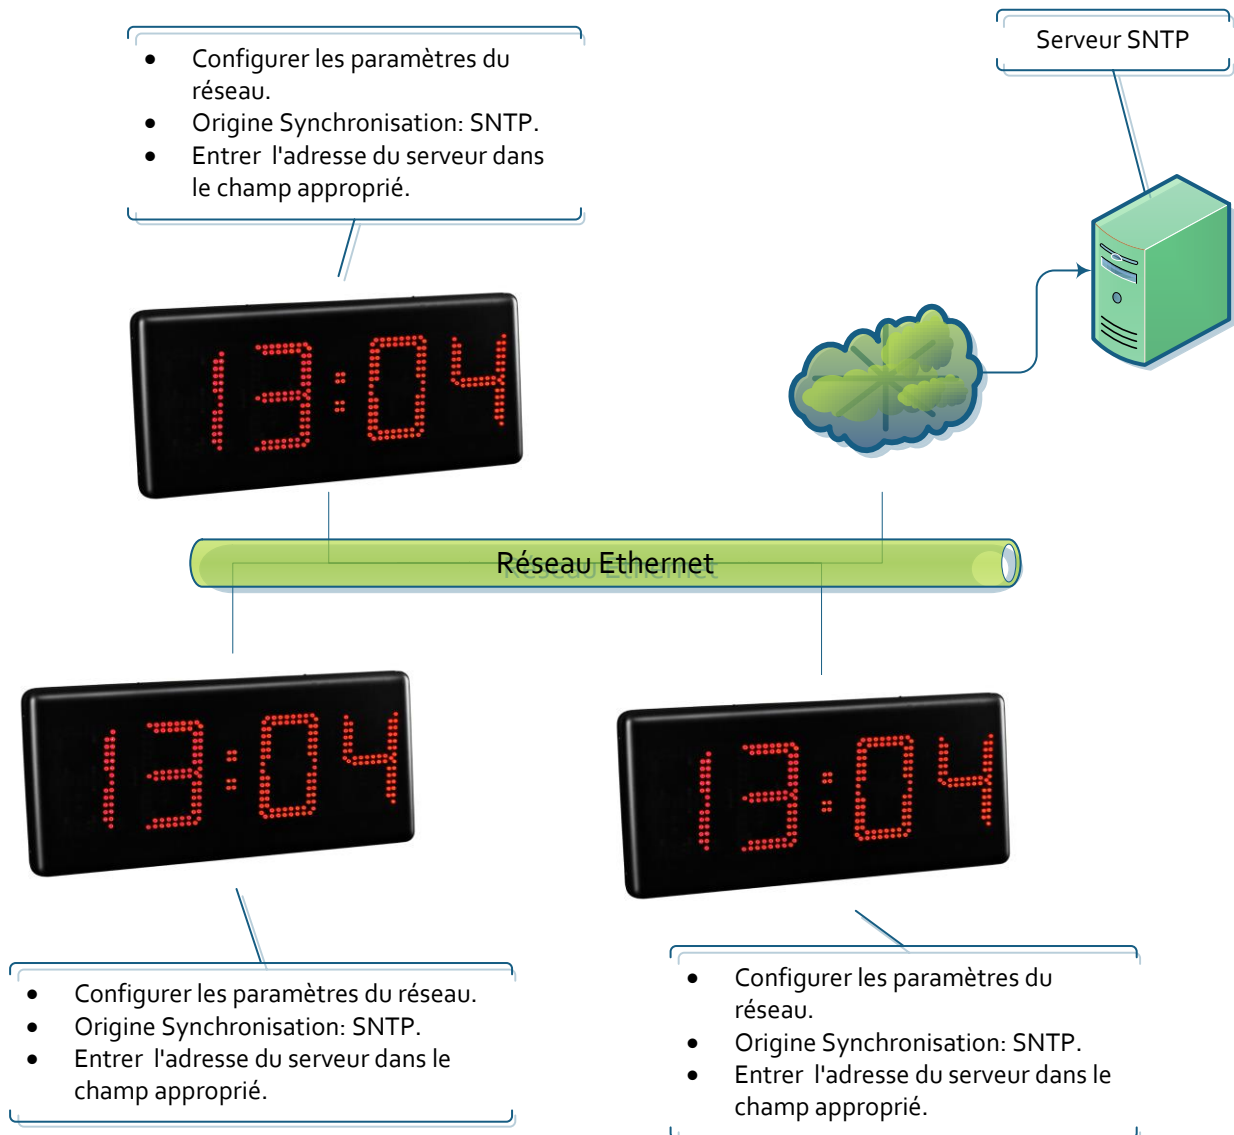 Serveur SNTP
• Configurer les paramètres du
réseau.
• Origine Synchronisation: SNTP.
• Entrer l'adresse du serveur dans
le champ approprié.
13:04
Réseau Ethernet
13:04
13:04
• Configurer les paramètres du réseau.
• Origine Synchronisation: SNTP.
• Entrer l'adresse du serveur dans le
champ approprié.
• Configurer les paramètres du
réseau.
• Origine Synchronisation: SNTP.
• Entrer l'adresse du serveur dans le
champ approprié.